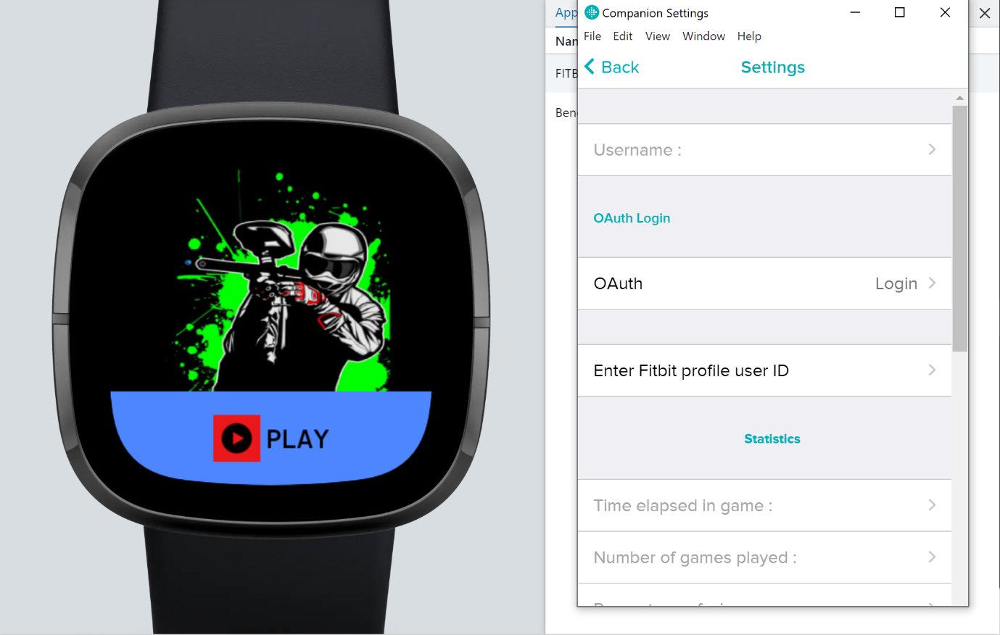 PLAY
App
Nan
FITB
Ben
Companion Settings
File Edit View Window Help
Back Settings
Username :
OAuth Login
OAuth Login
Enter Fitbit profile user ID
Statistics
Time elapsed in game :
Number of games played :